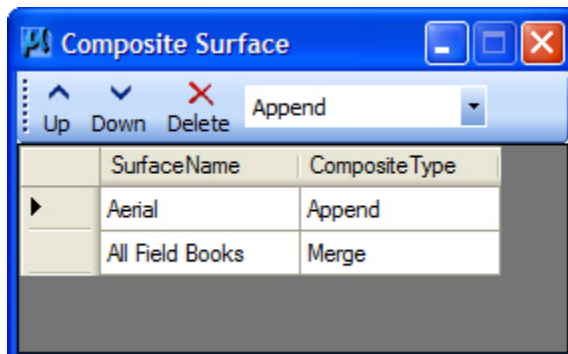 Composite Surface
Up Down Delete Append
SurfaceName CompositeType
Aerial Append
All Field Books Merge